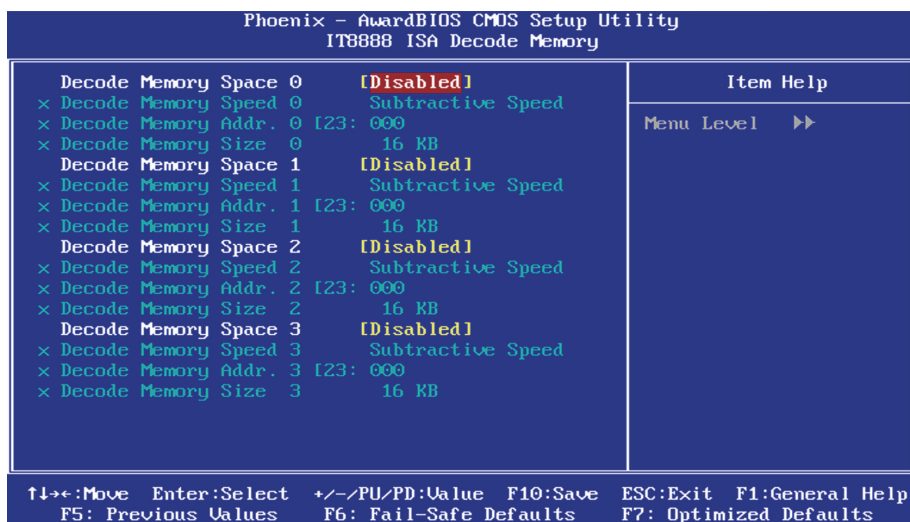 Phoenix - AwardBIOS CMOS Setup Utility
IT8888 ISA Decode Memory
Decode Memory Space 0 [Disabled]
x Decode Memory Speed 0 Subtractive Speed
x Decode Memory Addr. 0 [23: 000
x Decode Memory Size 0 16 KB
Decode Memory Space 1 [Disabled]
x Decode Memory Speed 1 Subtractive Speed
x Decode Memory Addr. 1 [23: 000
x Decode Memory Size 1 16 KB
Decode Memory Space 2 [Disabled]
x Decode Memory Speed 2 Subtractive Speed
x Decode Memory Addr. 2 [23: 000
x Decode Memory Size 2 16 KB
Decode Memory Space 3 [Disabled]
x Decode Memory Speed 3 Subtractive Speed
x Decode Memory Addr. 3 [23: 000
x Decode Memory Size 3 16 KB
Item Help
Menu Level ▶▶
↑↓→←:Move Enter:Select +/-/PU/PD:Value F10:Save ESC:Exit F1:General Help
F5: Previous Values F6: Fail-Safe Defaults F7: Optimized Defaults